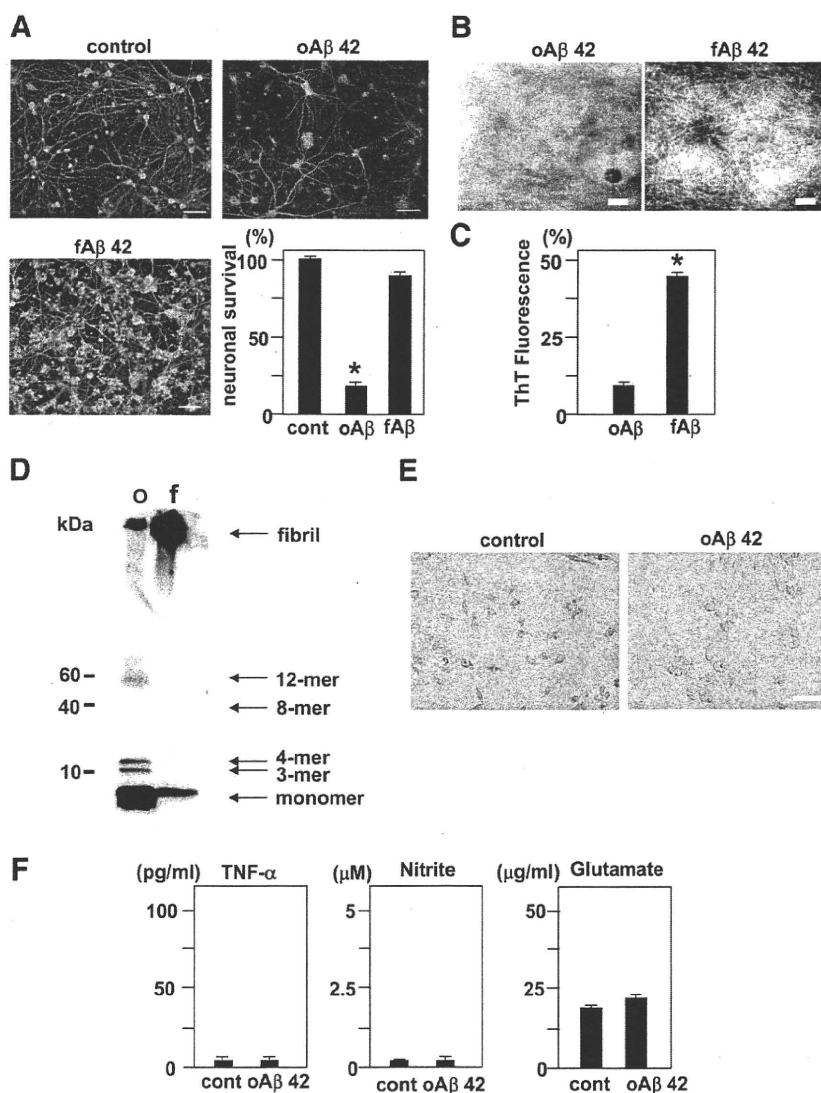 A
control
oAβ 42
fAβ 42
(%)
neuronal survival
100
50
0
*
cont
oAβ
fAβ
B
oAβ 42
fAβ 42
C
(%)
ThT Fluorescence
50
25
0
*
oAβ
fAβ
D
o f
kDa
fibril
60
12-mer
40
8-mer
4-mer
10
3-mer
monomer
E
control
oAβ 42
F
(pg/ml) TNF-α
100
50
0
cont oAβ 42
(μM) Nitrite
5
2.5
0
cont oAβ 42
(μg/ml) Glutamate
50
25
0
cont oAβ 42